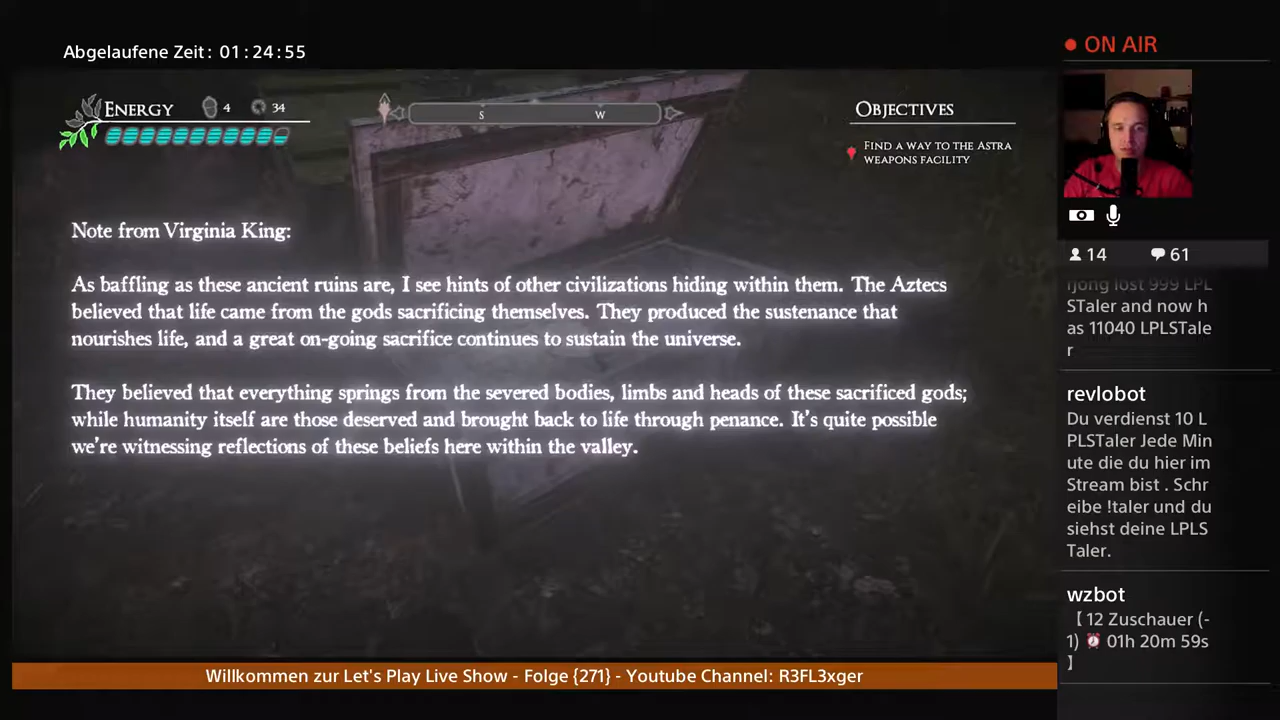 Abgelaufene Zeit: 01:24:55
ON AIR
ENERGY
4
34
S
W
OBJECTIVES
FIND A WAY TO THE ASTRA
WEAPONS FACILITY
Note from Virginia King:
As baffling as these ancient ruins are, I see hints of other civilizations hiding within them. The Aztecs
believed that life came from the gods sacrificing themselves. They produced the sustenance that
nourishes life, and a great on-going sacrifice continues to sustain the universe.
They believed that everything springs from the severed bodies, limbs and heads of these sacrificed gods;
while humanity itself are those deserved and brought back to life through penance. It's quite possible
we're witnessing reflections of these beliefs here within the valley.
14
61
lost 999 LPL
STaler and now h
as 11040 LPLSTale
r
revlobot
Du verdienst 10 L
PLSTaler Jede Min
ute die du hier im
Stream bist . Schr
eibe !taler und du
siehst deine LPLS
Taler.
wzbot
【12 Zuschauer (-
1) ⏰ 01h 20m 59s
】
Willkommen zur Let's Play Live Show - Folge {271} - Youtube Channel: R3FL3xger